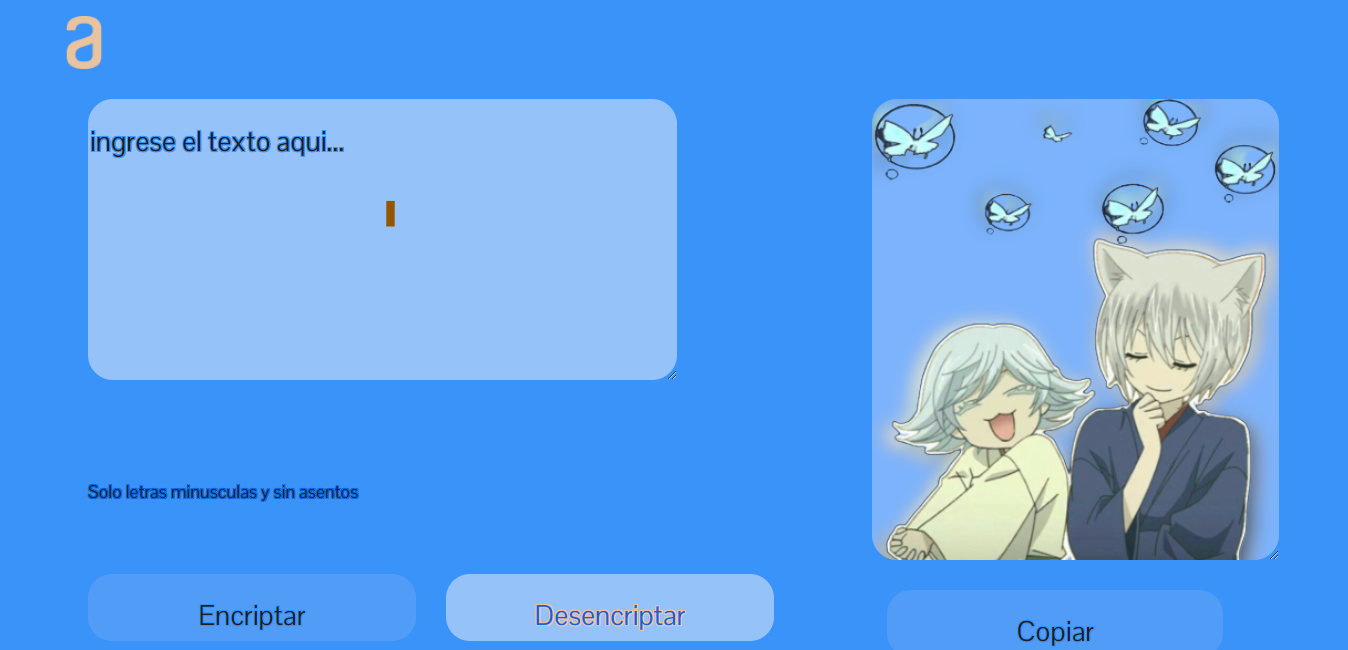 a
ingrese el texto aqui...
Solo letras minusculas y sin asentos
Encriptar
Desencriptar
Copiar